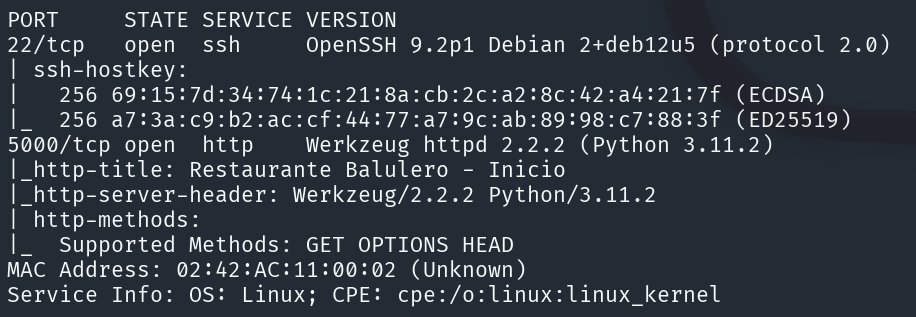 PORT     STATE SERVICE VERSION
22/tcp   open  ssh     OpenSSH 9.2p1 Debian 2+deb12u5 (protocol 2.0)
| ssh-hostkey:
|   256 69:15:7d:34:74:1c:21:8a:cb:2c:a2:8c:42:a4:21:7f (ECDSA)
|_  256 a7:3a:c9:b2:ac:cf:44:77:a7:9c:ab:89:98:c7:88:3f (ED25519)
5000/tcp open  http    Werkzeug httpd 2.2.2 (Python 3.11.2)
|_http-title: Restaurante Balulero - Inicio
|_http-server-header: Werkzeug/2.2.2 Python/3.11.2
| http-methods:
|_  Supported Methods: GET OPTIONS HEAD
MAC Address: 02:42:AC:11:00:02 (Unknown)
Service Info: OS: Linux; CPE: cpe:/o:linux:linux_kernel